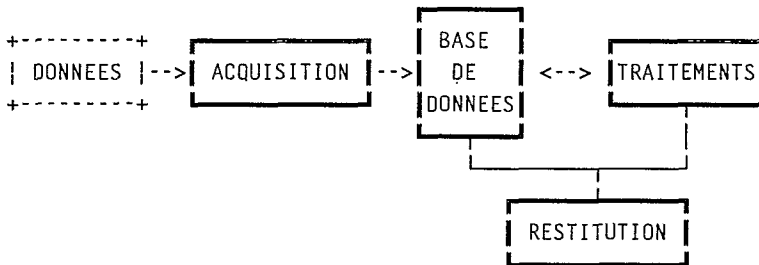 DONNEES
ACQUISITION
BASE
DE
DONNEES
TRAITEMENTS
RESTITUTION